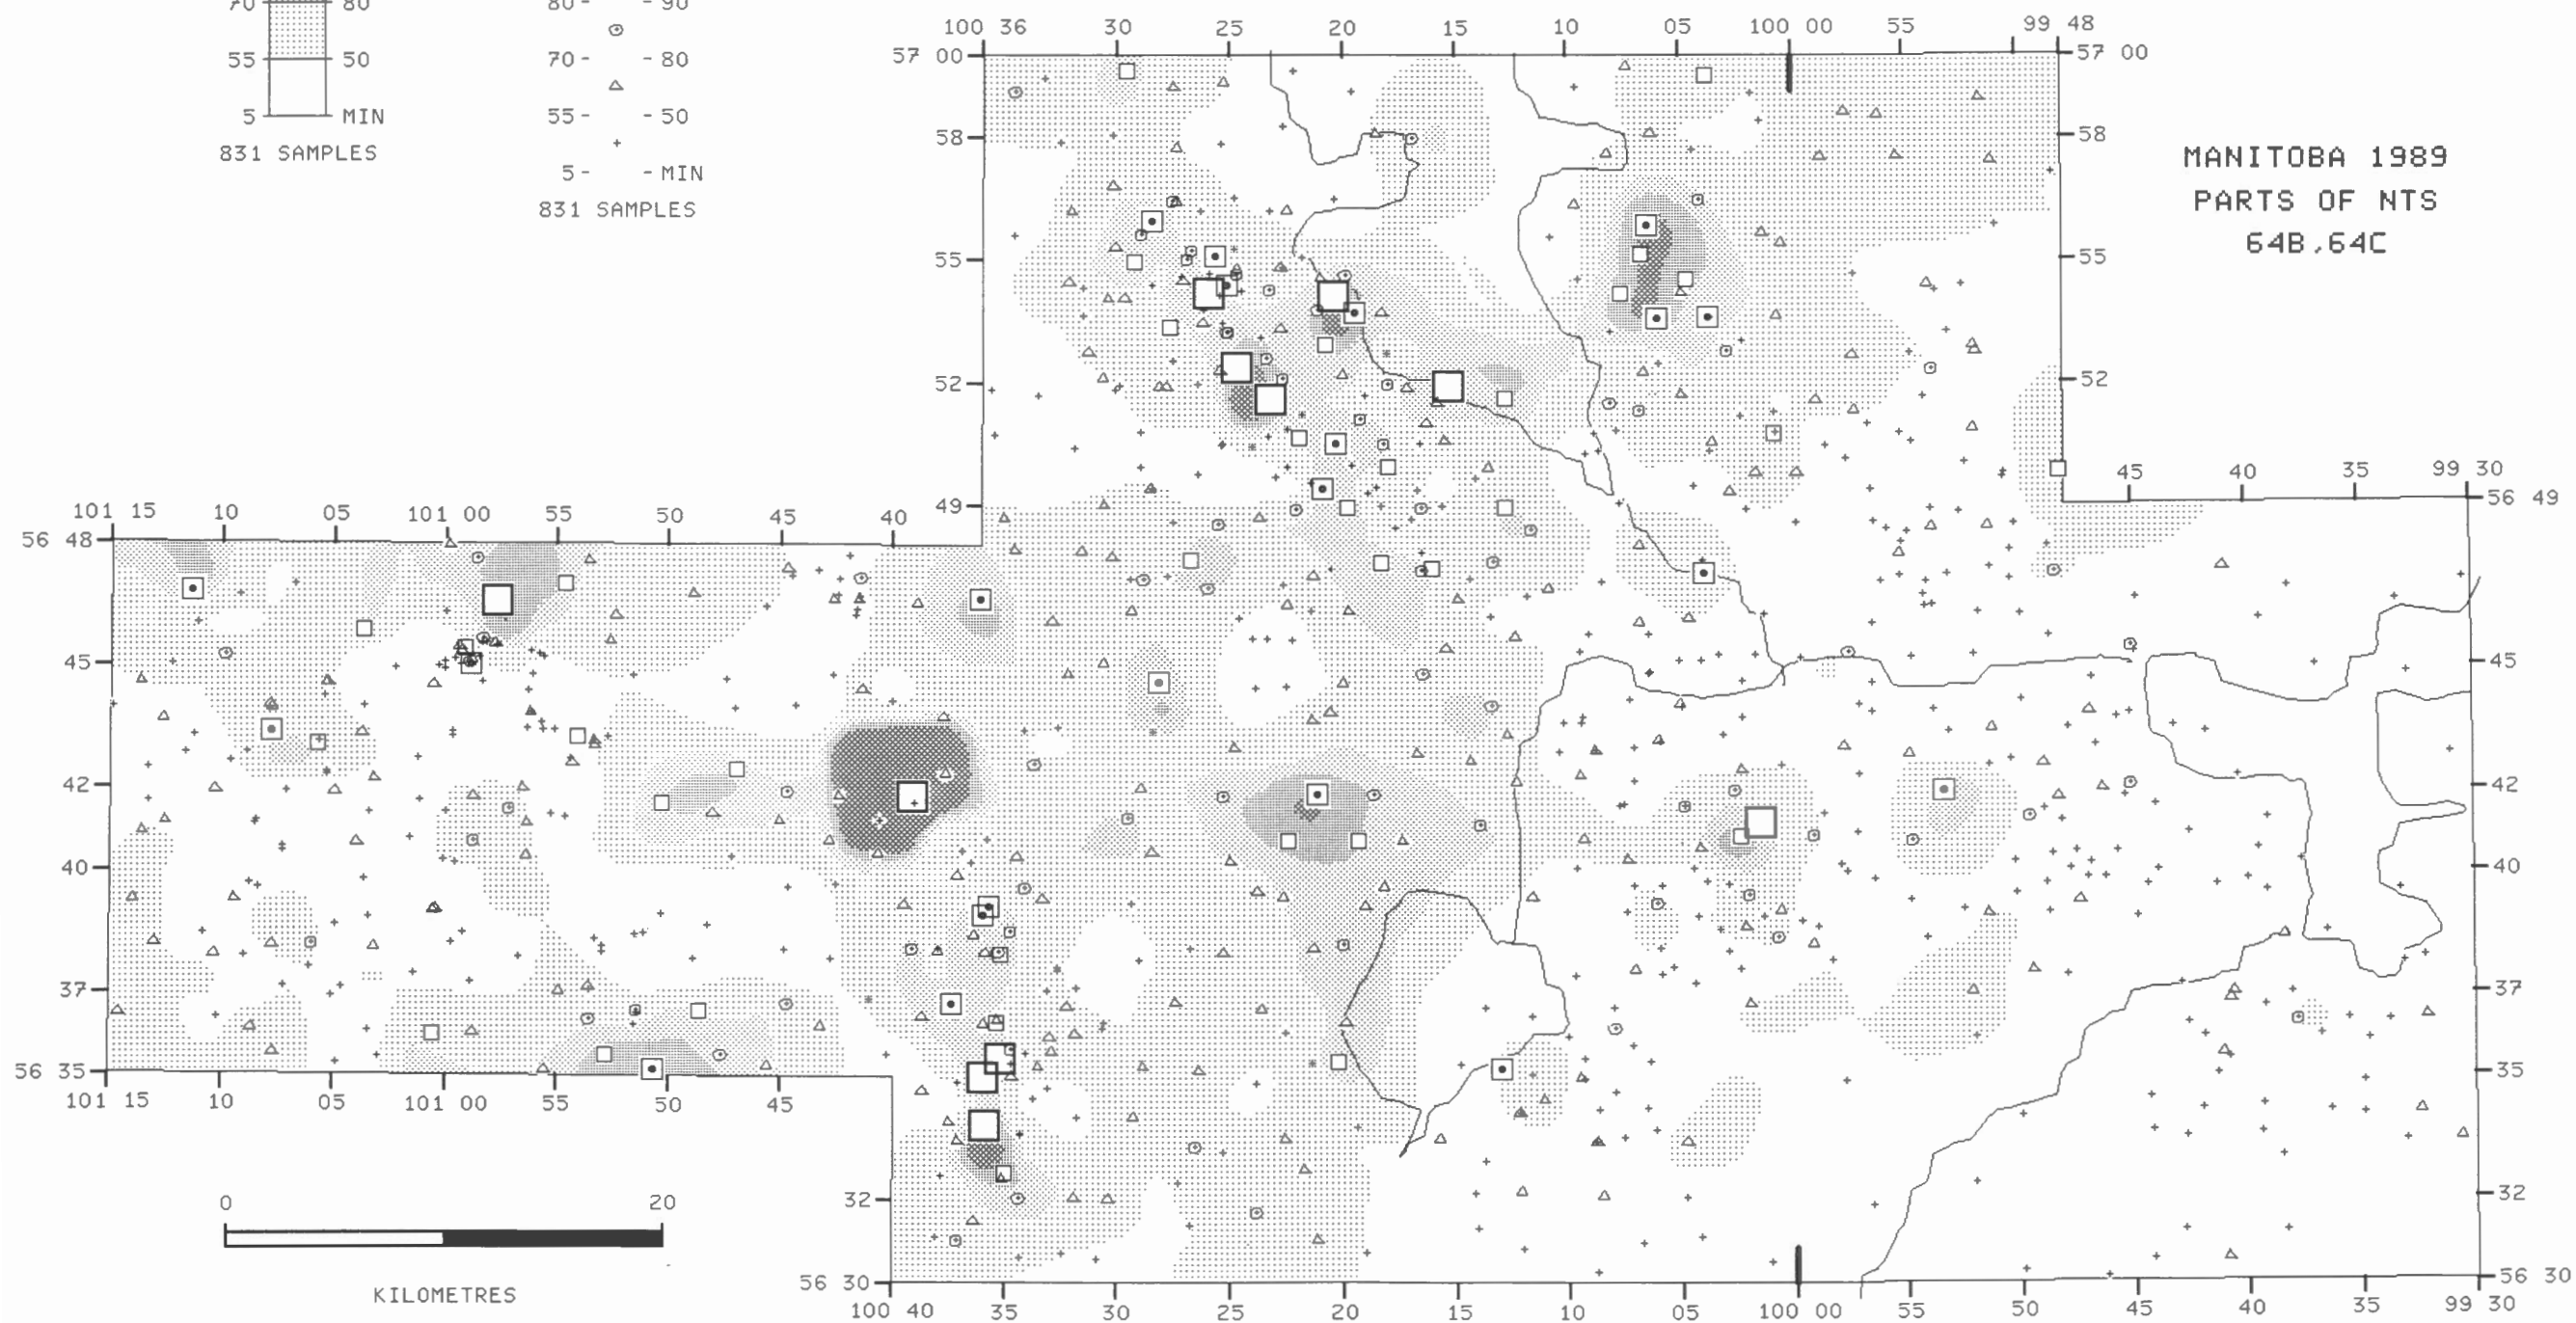 70 80
55 50
5 MIN
831 SAMPLES
80- -90
70- -80
55- -50
5- -MIN
831 SAMPLES
100 36 30 25 20 15 10 05 100 00 55 99 48
57 00 57 00
58 58
55 55
52 52
49
MANITOBA 1989
PARTS OF NTS
64B,64C
45 40 35 99 30
56 49
101 15 10 05 101 00 55 50 45 40
56 48
45 45
42 42
40 40
37 37
56 35 35
101 15 10 05 101 00 55 50 45
32 32
0 20
KILOMETRES
56 30 56 30
100 40 35 30 25 20 15 10 05 100 00 55 50 45 40 35 99 30